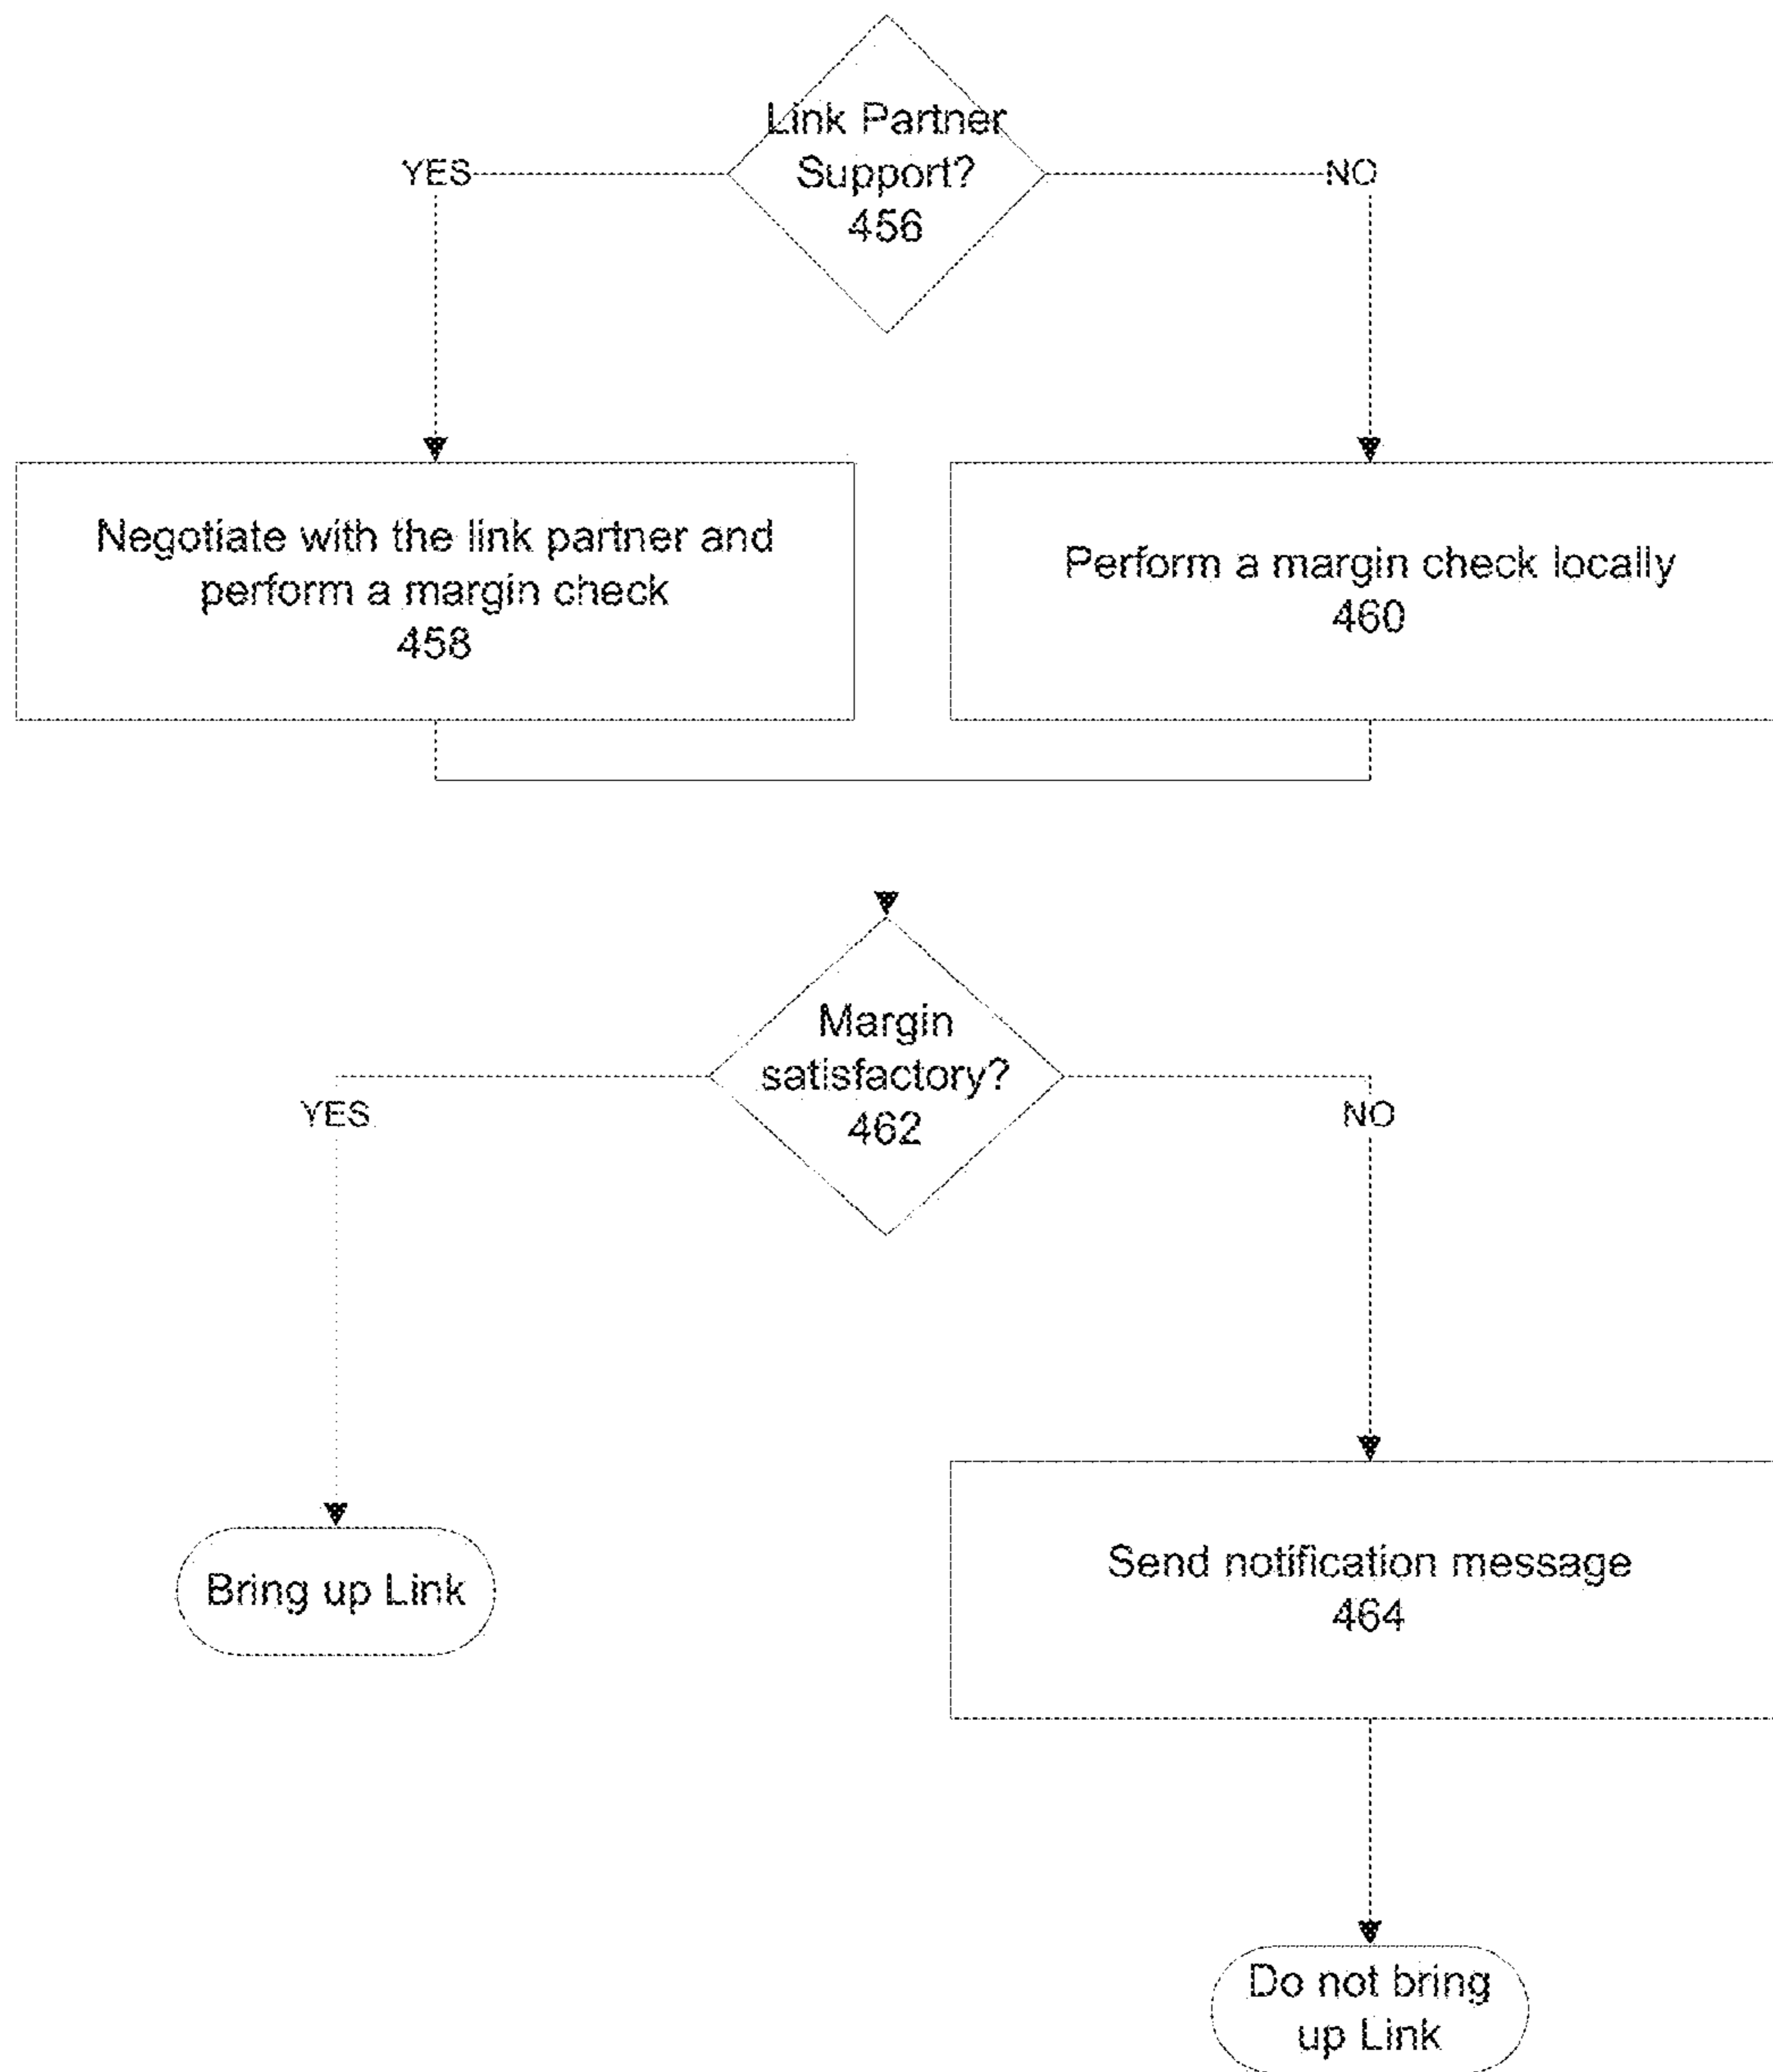 Link Partner
Support?
456
YES
NO
Negotiate with the link partner and
perform a margin check
458
Perform a margin check locally
460
Margin
satisfactory?
462
YES
NO
Bring up Link
Send notification message
464
Do not bring
up Link